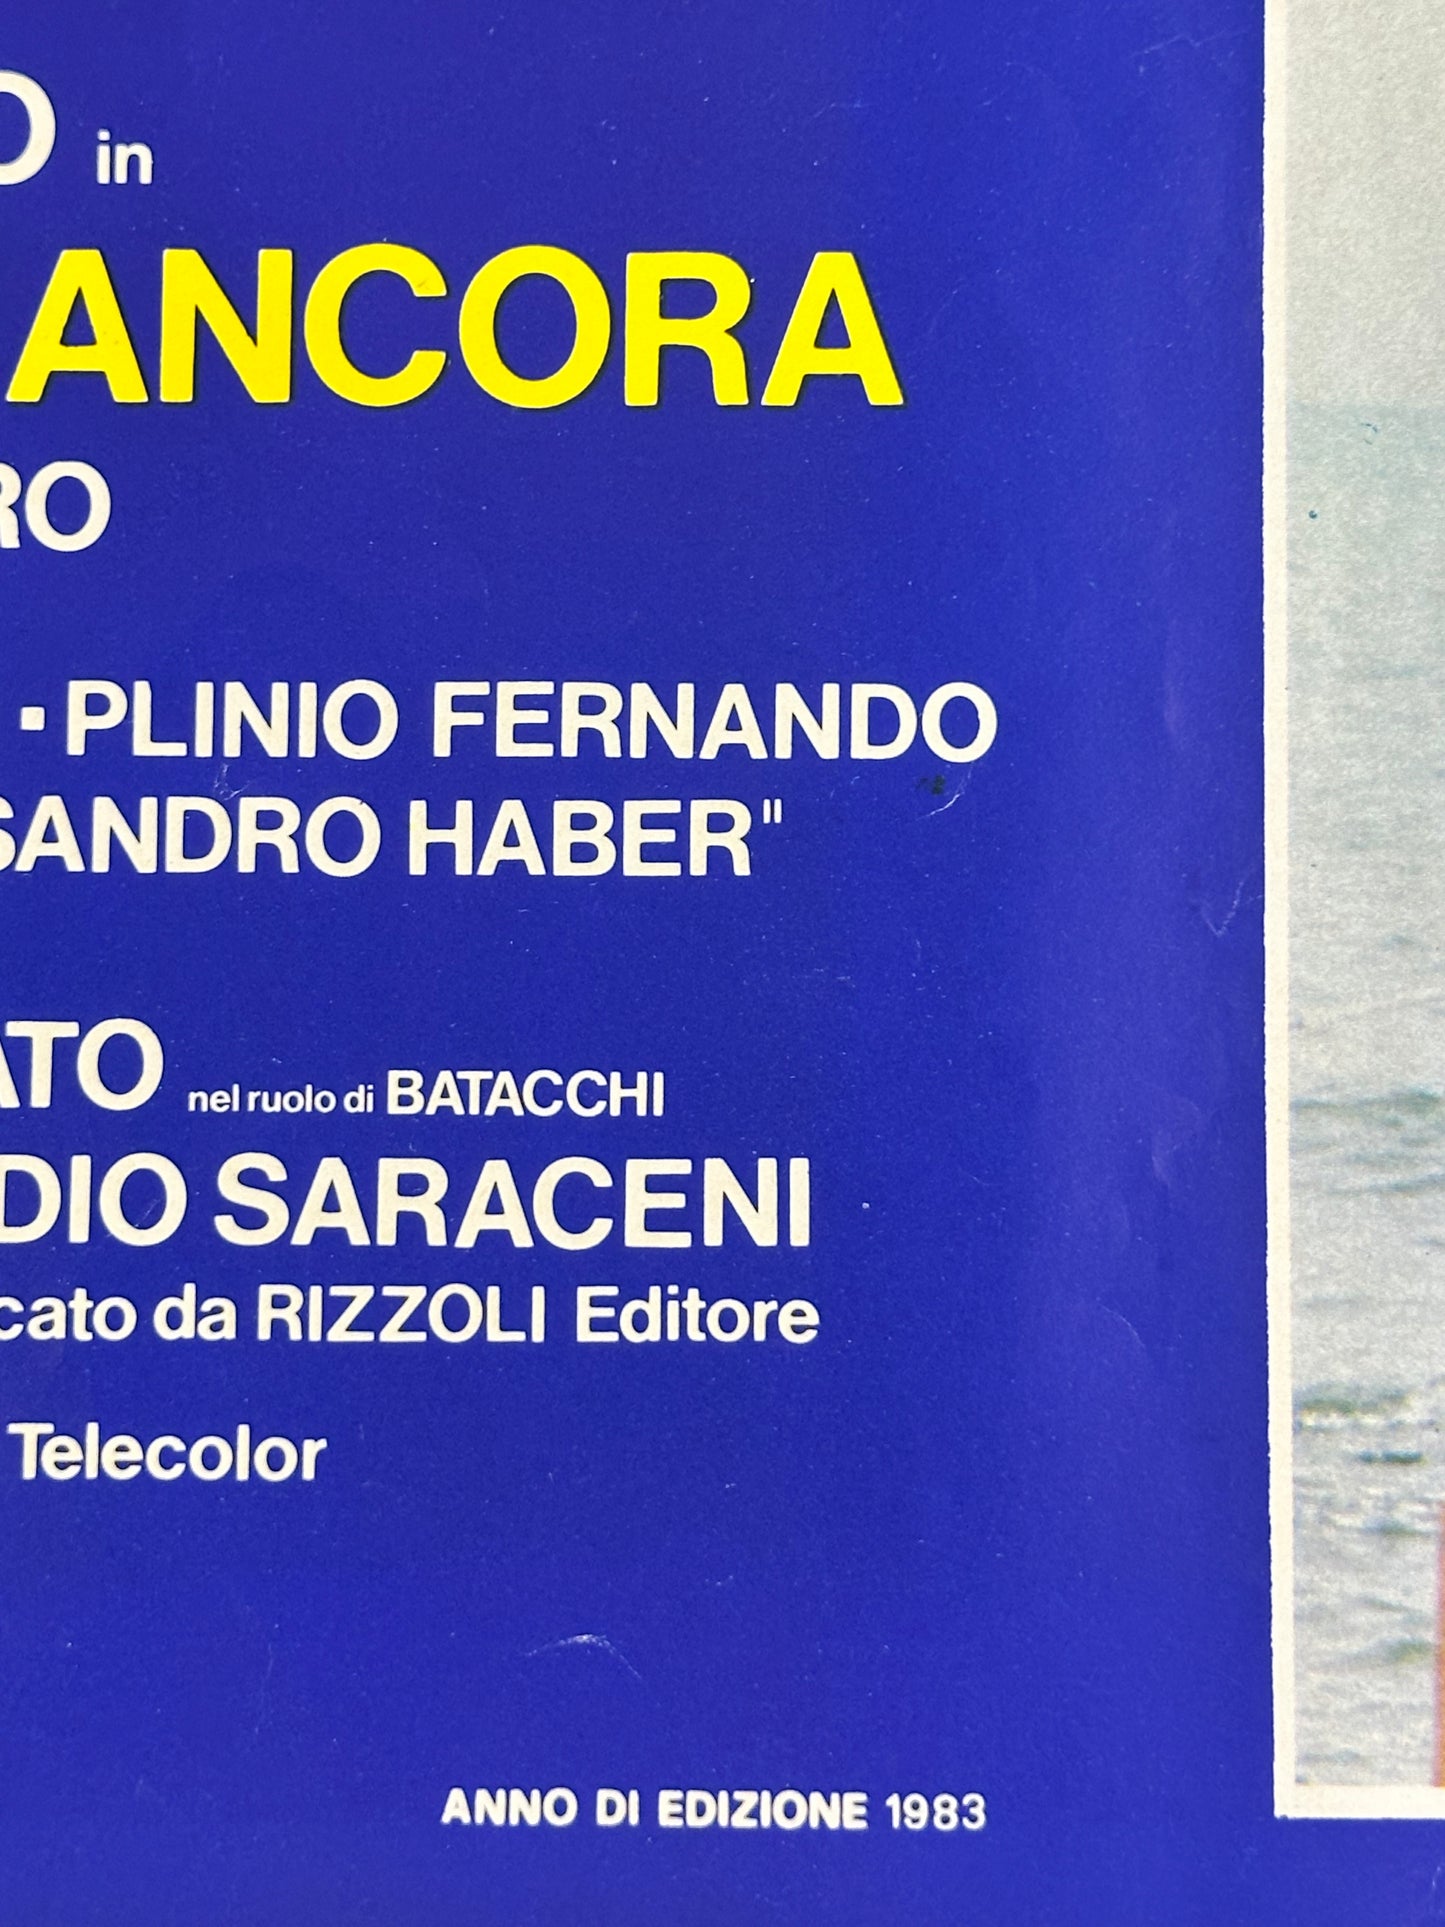 O in
ANCORA
RO
- PLINIO FERNANDO
SANDRO HABER"
ATO nel ruolo di BATACCHI
DIO SARACENI
cato da RIZZOLI Editore
Telecolor
ANNO DI EDIZIONE 1983